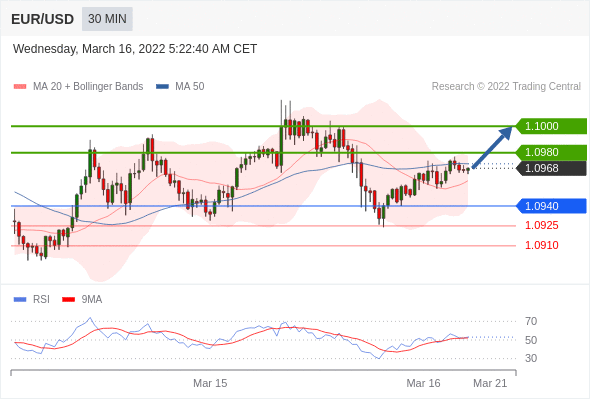 EUR/USD 30 MIN
Wednesday, March 16, 2022 5:22:40 AM CET
MA 20 + Bollinger Bands MA 50 Research © 2022 Trading Central
1.1000
1.0980
1.0968
1.0940
1.0925
1.0910
RSI 9MA
70
50
30
Mar 15 Mar 16 Mar 21